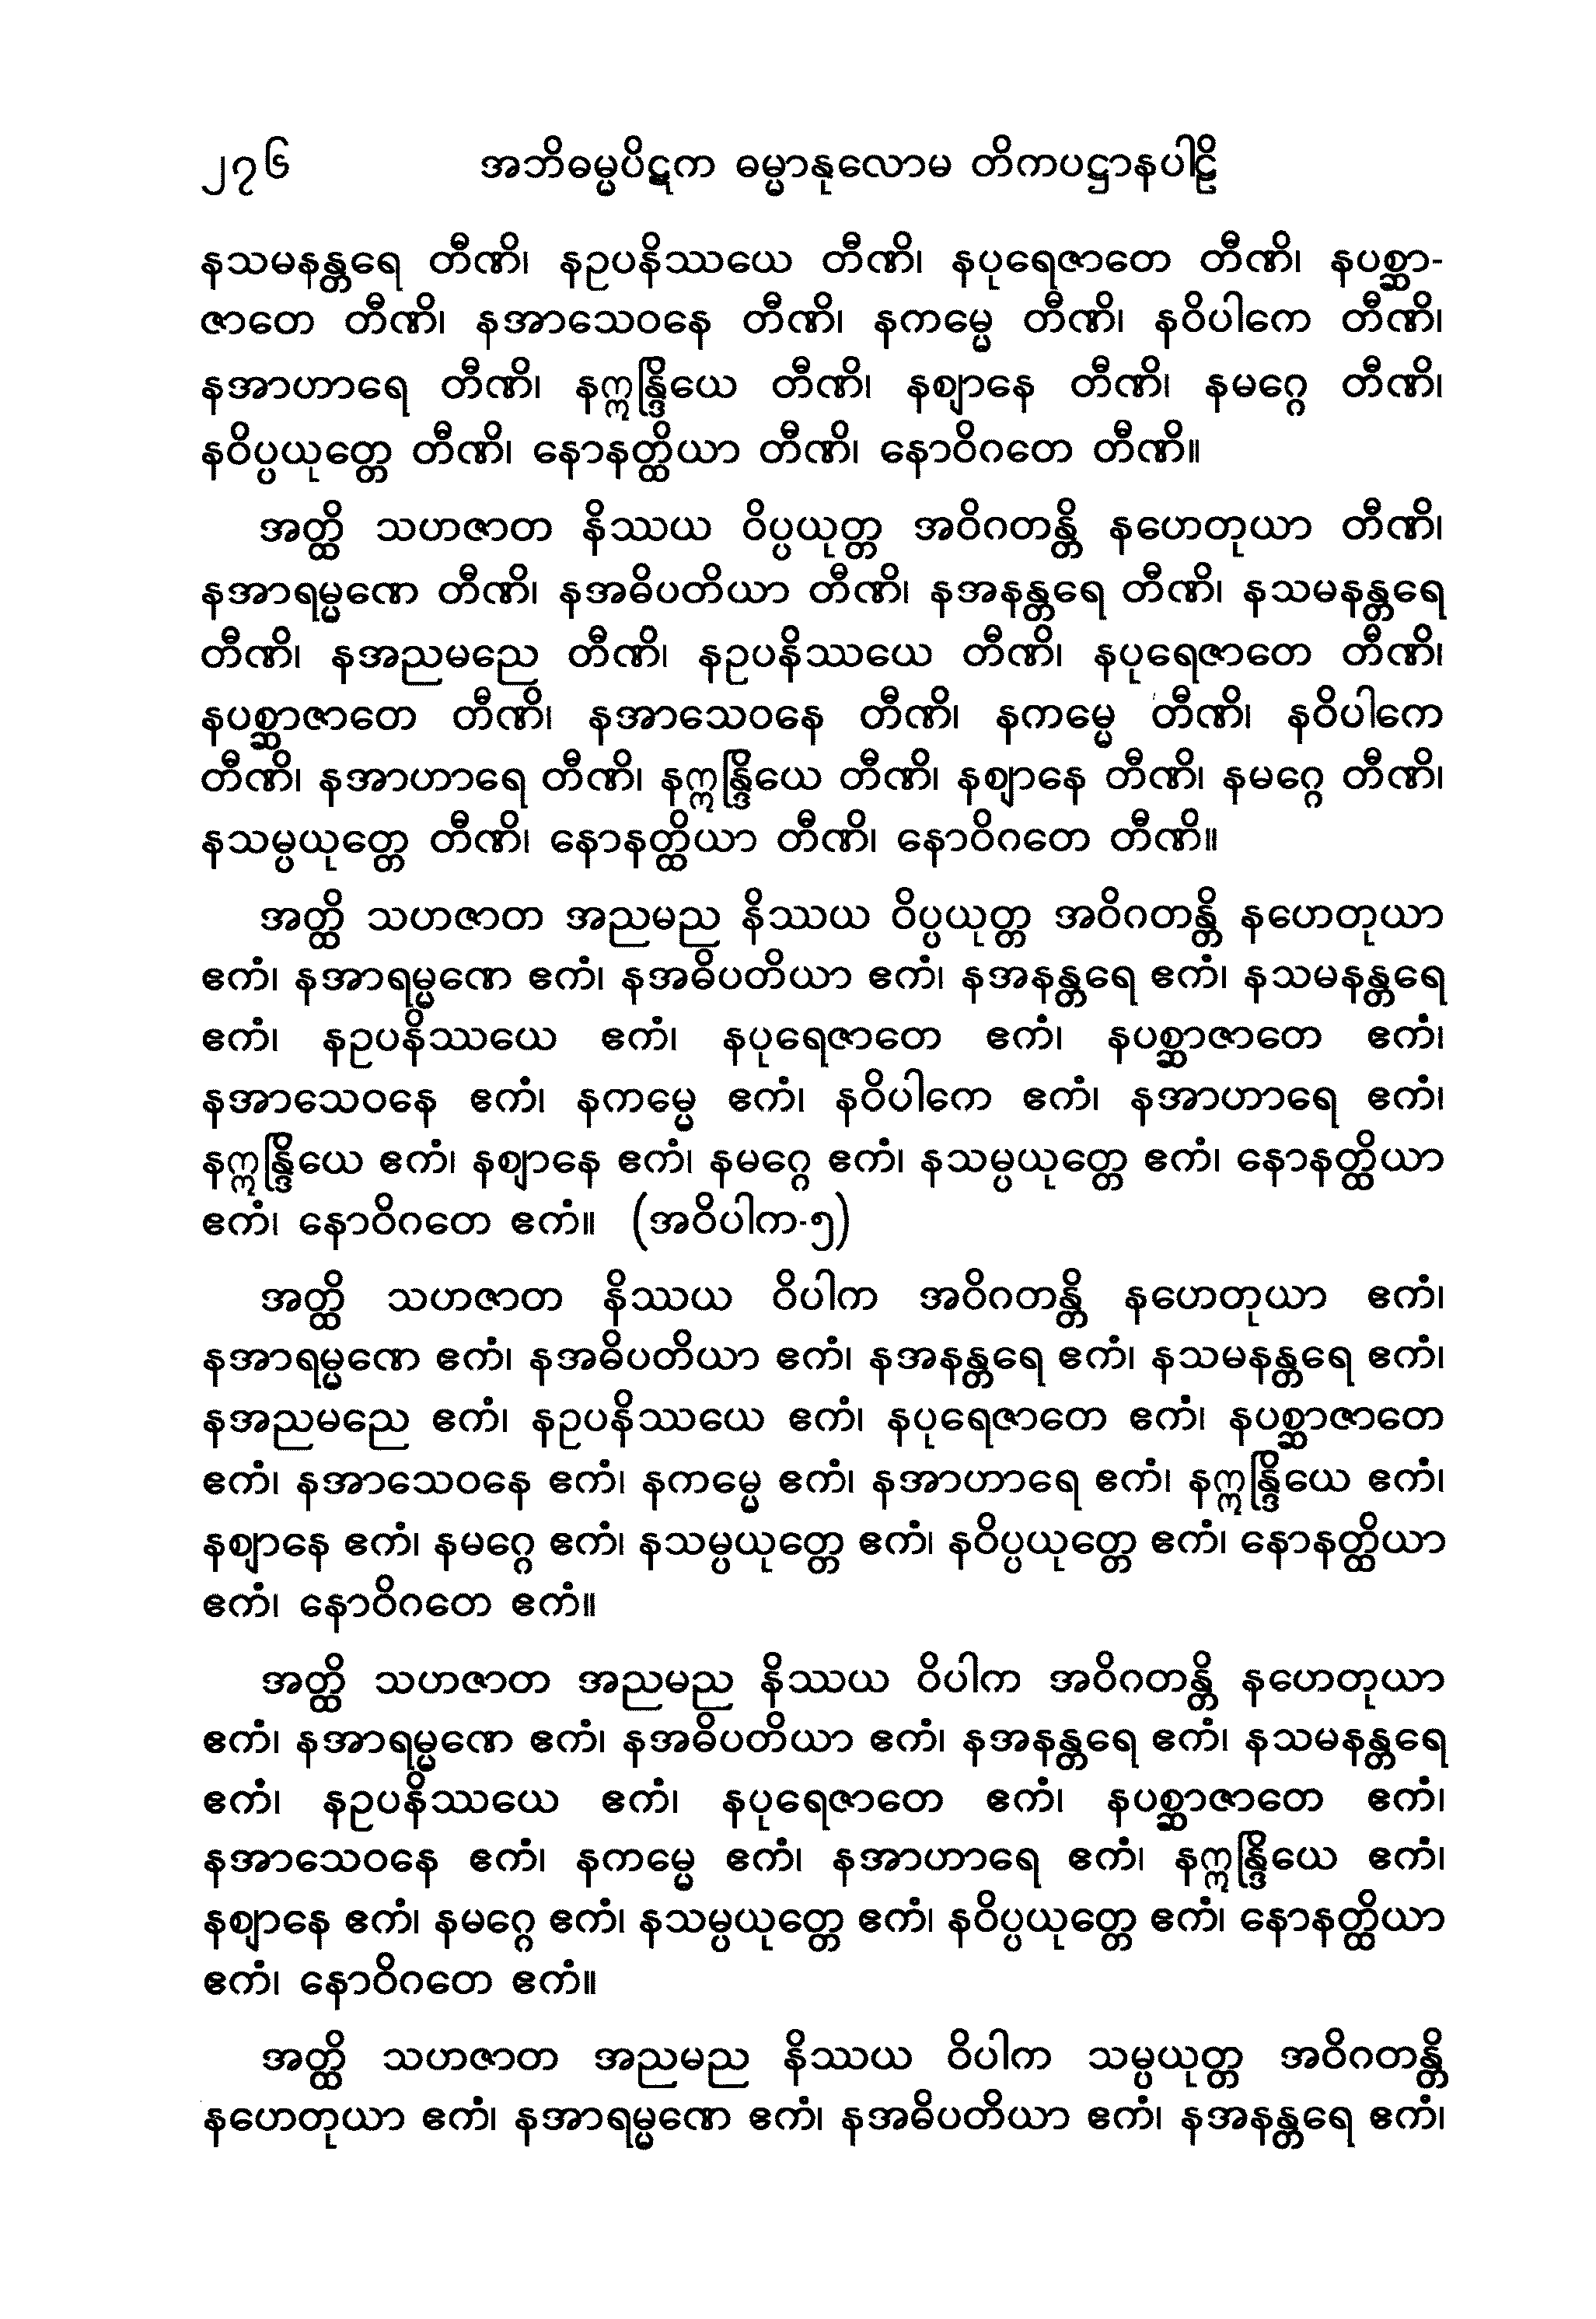 ၂၇၆ အဘိဓမ္မပိဋက ဓမ္မာနုလောမ တိကပဋ္ဌာနပါဠိ
နသမနန္တရေ တီဏိ၊ နဥပနိဿယေ တီဏိ၊ နပုရေဇာတေ တီဏိ၊ နပစ္ဆာ-
ဇာတေ တီဏိ၊ နအာသေဝနေ တီဏိ၊ နကမ္မေ တီဏိ၊ နဝိပါကေ တီဏိ၊
နအာဟာရေ တီဏိ၊ နဣန္ဒြိယေ တီဏိ၊ နဈာနေ တီဏိ၊ နမဂ္ဂေ တီဏိ၊
နဝိပ္ပယုတ္တေ တီဏိ၊ နောနတ္ထိယာ တီဏိ၊ နောဝိဂတေ တီဏိ။
အတ္ထိ သဟဇာတ နိဿယ ဝိပ္ပယုတ္တ အဝိဂတန္တိ နဟေတုယာ တီဏိ၊
နအာရမ္မဏေ တီဏိ၊ နအဓိပတိယာ တီဏိ၊ နအနန္တရေ တီဏိ၊ နသမနန္တရေ
တီဏိ၊ နအညမညေ တီဏိ၊ နဥပနိဿယေ တီဏိ၊ နပုရေဇာတေ တီဏိ၊
နပစ္ဆာဇာတေ တီဏိ၊ နအာသေဝနေ တီဏိ၊ နကမ္မေ တီဏိ၊ နဝိပါကေ
တီဏိ၊ နအာဟာရေ တီဏိ၊ နဣန္ဒြိယေ တီဏိ၊ နဈာနေ တီဏိ၊ နမဂ္ဂေ တီဏိ၊
နသမ္ပယုတ္တေ တီဏိ၊ နောနတ္ထိယာ တီဏိ၊ နောဝိဂတေ တီဏိ။
အတ္ထိ သဟဇာတ အညမည နိဿယ ဝိပ္ပယုတ္တ အဝိဂတန္တိ နဟေတုယာ
ဧကံ၊ နအာရမ္မဏေ ဧကံ၊ နအဓိပတိယာ ဧကံ၊ နအနန္တရေ ဧကံ၊ နသမနန္တရေ
ဧကံ၊ နဥပနိဿယေ ဧကံ၊ နပုရေဇာတေ ဧကံ၊ နပစ္ဆာဇာတေ ဧကံ၊
နအာသေဝနေ ဧကံ၊ နကမ္မေ ဧကံ၊ နဝိပါကေ ဧကံ၊ နအာဟာရေ ဧကံ၊
နဣန္ဒြိယေ ဧကံ၊ နဈာနေ ဧကံ၊ နမဂ္ဂေ ဧကံ၊ နသမ္ပယုတ္တေ ဧကံ၊ နောနတ္ထိယာ
ဧကံ၊ နောဝိဂတေ ဧကံ။ (အဝိပါက-၅)
အတ္ထိ သဟဇာတ နိဿယ ဝိပါက အဝိဂတန္တိ နဟေတုယာ ဧကံ၊
နအာရမ္မဏေ ဧကံ၊ နအဓိပတိယာ ဧကံ၊ နအနန္တရေ ဧကံ၊ နသမနန္တရေ ဧကံ၊
နအညမညေ ဧကံ၊ နဥပနိဿယေ ဧကံ၊ နပုရေဇာတေ ဧကံ၊ နပစ္ဆာဇာတေ
ဧကံ၊ နအာသေဝနေ ဧကံ၊ နကမ္မေ ဧကံ၊ နအာဟာရေ ဧကံ၊ နဣန္ဒြိယေ ဧကံ၊
နဈာနေ ဧကံ၊ နမဂ္ဂေ ဧကံ၊ နသမ္ပယုတ္တေ ဧကံ၊ နဝိပ္ပယုတ္တေ ဧကံ၊ နောနတ္ထိယာ
ဧကံ၊ နောဝိဂတေ ဧကံ။
အတ္ထိ သဟဇာတ အညမည နိဿယ ဝိပါက အဝိဂတန္တိ နဟေတုယာ
ဧကံ၊ နအာရမ္မဏေ ဧကံ၊ နအဓိပတိယာ ဧကံ၊ နအနန္တရေ ဧကံ၊ နသမနန္တရေ
ဧကံ၊ နဥပနိဿယေ ဧကံ၊ နပုရေဇာတေ ဧကံ၊ နပစ္ဆာဇာတေ ဧကံ၊
နအာသေဝနေ ဧကံ၊ နကမ္မေ ဧကံ၊ နအာဟာရေ ဧကံ၊ နဣန္ဒြိယေ ဧကံ၊
နဈာနေ ဧကံ၊ နမဂ္ဂေ ဧကံ၊ နသမ္ပယုတ္တေ ဧကံ၊ နဝိပ္ပယုတ္တေ ဧကံ၊ နောနတ္ထိယာ
ဧကံ၊ နောဝိဂတေ ဧကံ။
အတ္ထိ သဟဇာတ အညမည နိဿယ ဝိပါက သမ္ပယုတ္တ အဝိဂတန္တိ
နဟေတုယာ ဧကံ၊ နအာရမ္မဏေ ဧကံ၊ နအဓိပတိယာ ဧကံ၊ နအနန္တရေ ဧကံ၊